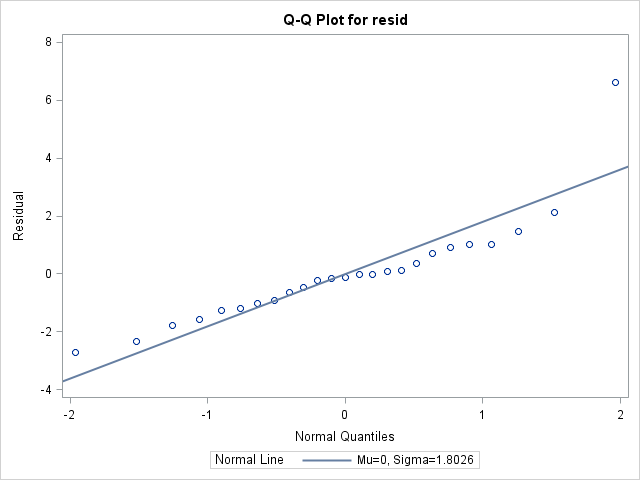 Q-Q Plot for resid
8
6
4
2
0
-2
-4
Residual
-2 -1 0 1 2
Normal Quantiles
Normal Line Mu=0, Sigma=1.8026